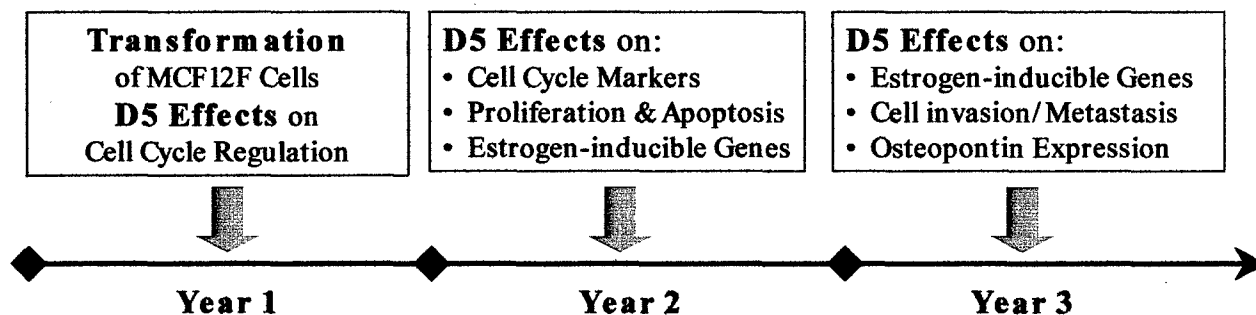 Transformation
of MCF12F Cells
D5 Effects on
Cell Cycle Regulation
D5 Effects on:
• Cell Cycle Markers
• Proliferation & Apoptosis
• Estrogen-inducible Genes
D5 Effects on:
• Estrogen-inducible Genes
• Cell invasion/Metastasis
• Osteopontin Expression
Year 1
Year 2
Year 3